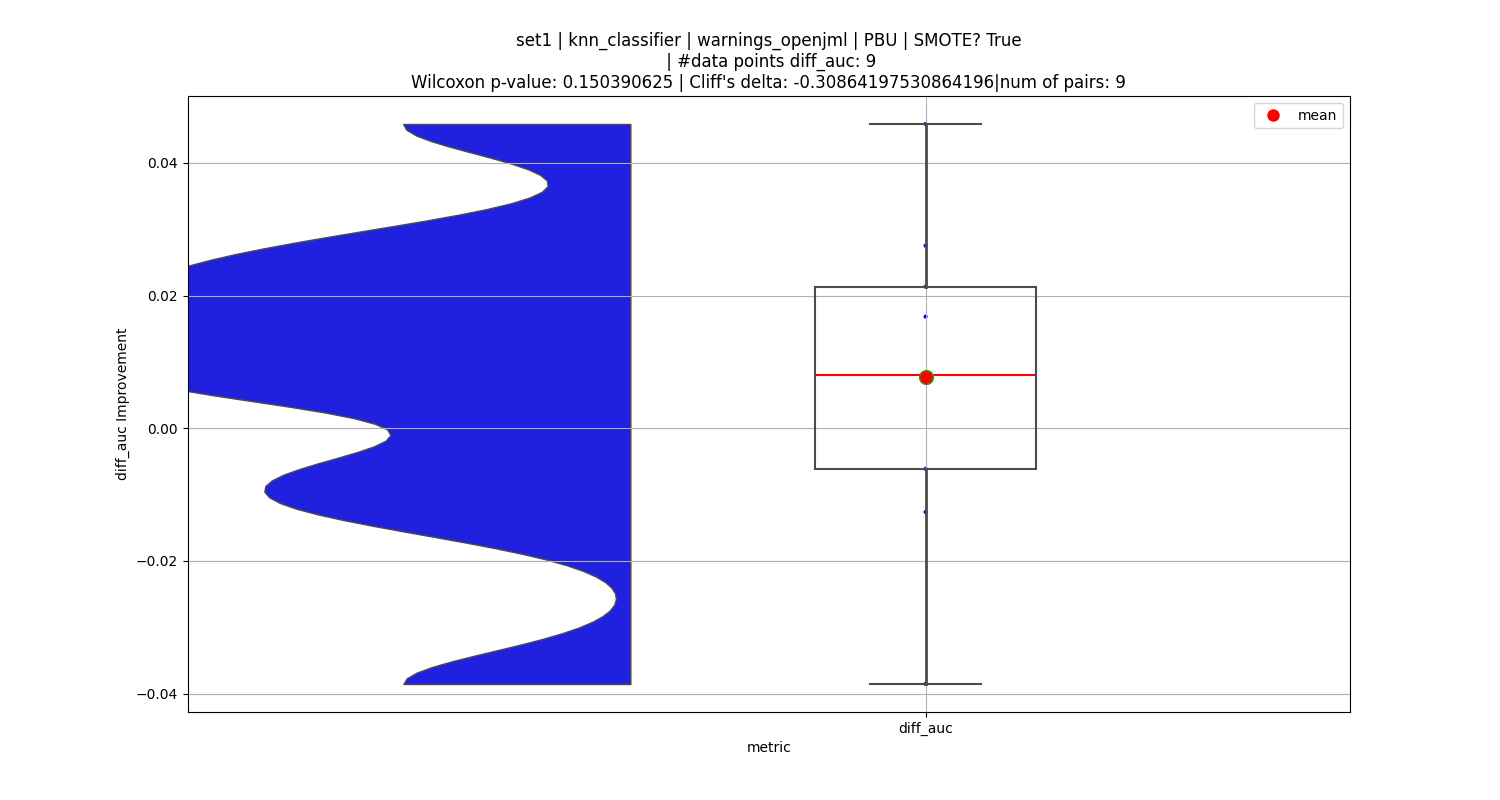 set1 | knn_classifier | warnings_openjml | PBU | SMOTE? True
| #data points diff_auc: 9
Wilcoxon p-value: 0.150390625 | Cliff's delta: -0.30864197530864196|num of pairs: 9
mean
0.04
0.02
0.00
−0.02
−0.04
diff_auc Improvement
diff_auc
metric